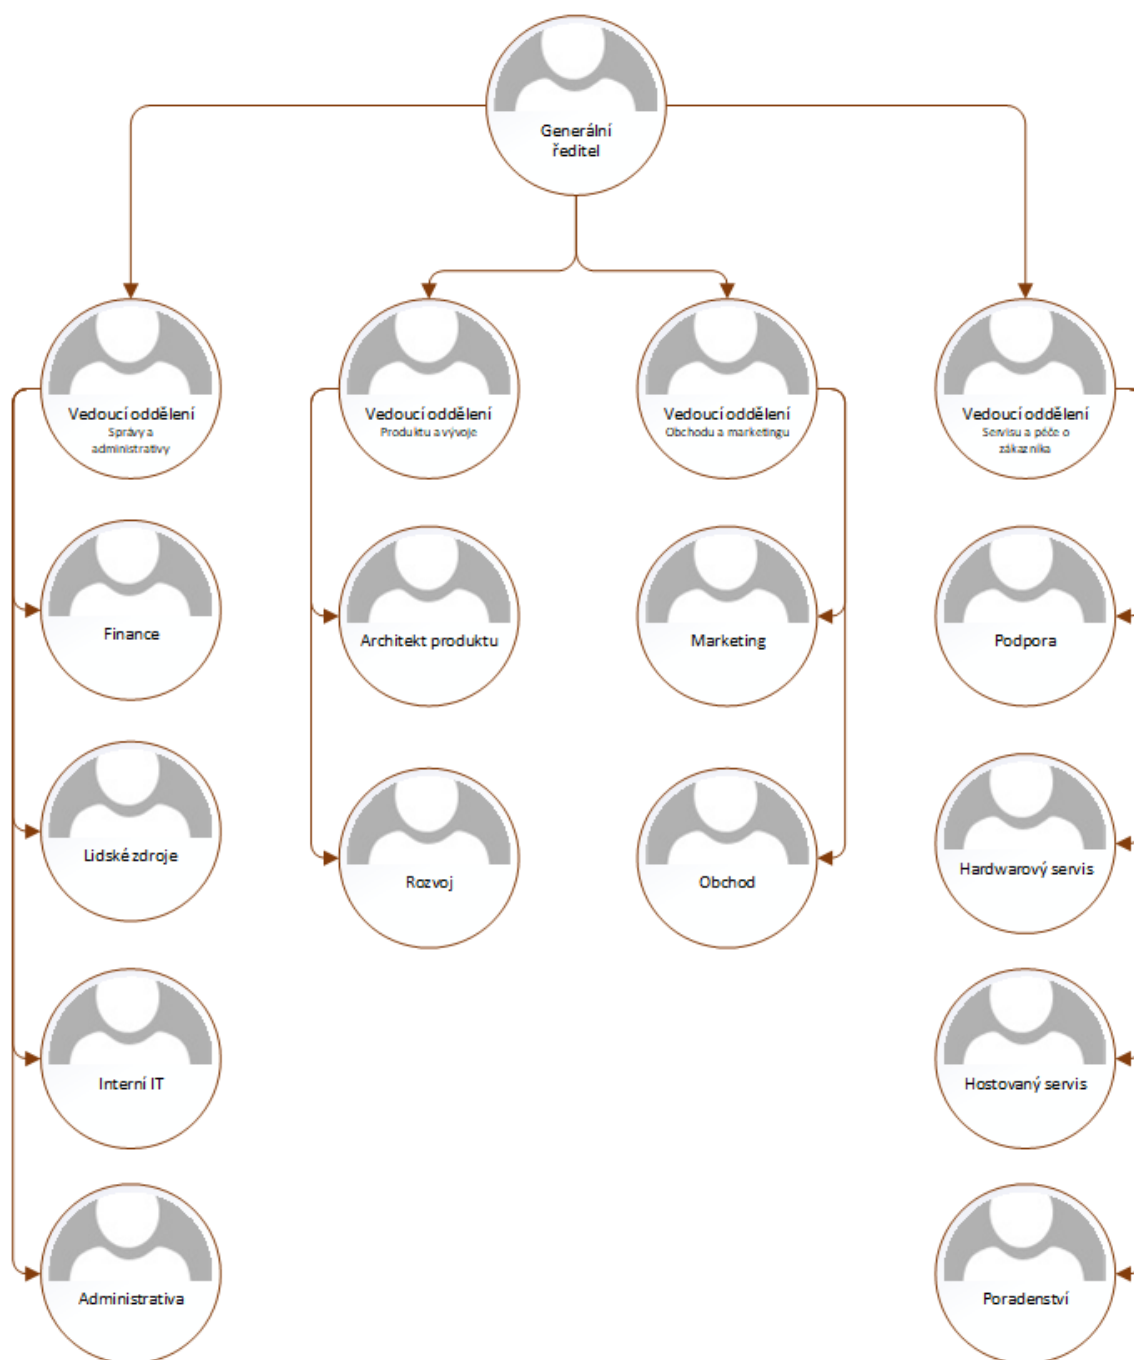 Generální
ředitel
Vedoucí oddělení
Správy a
administrativy
Vedoucí oddělení
Produktu a vývoje
Vedoucí oddělení
Obchodu a marketingu
Vedoucí oddělení
Servisu a péče o
zákazníka
Finance
Architekt produktu
Marketing
Podpora
Lidské zdroje
Rozvoj
Obchod
Hardwarový servis
Interní IT
Hostovaný servis
Administrativa
Poradenství